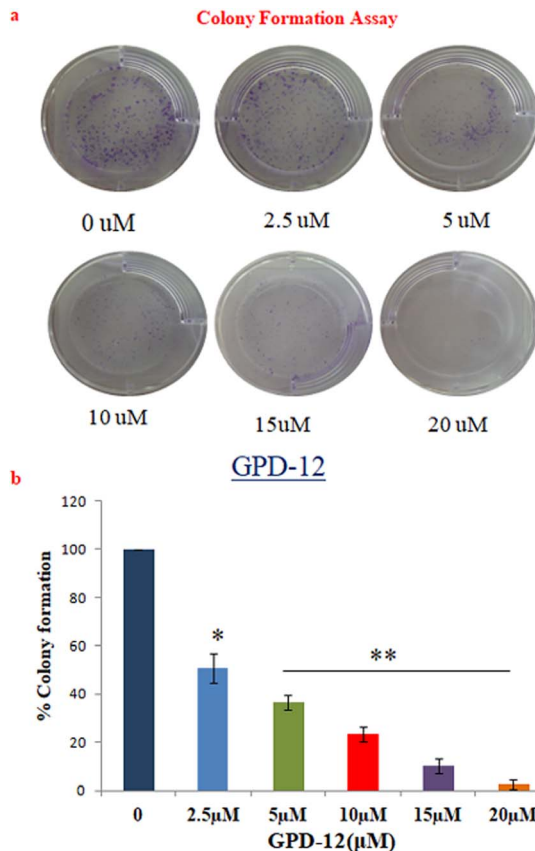 a
Colony Formation Assay
0 uM
2.5 uM
5 uM
10 uM
15uM
20 uM
GPD-12
b
120
100
80
60
40
20
0
% Colony formation
*
**
0
2.5µM
5µM
10µM
15µM
20µM
GPD-12(µM)